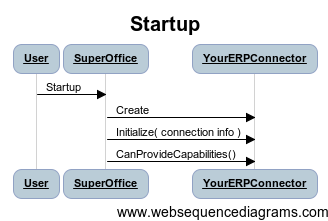 Startup
User
SuperOffice
YourERPConnector
Startup
Create
Initialize( connection info )
CanProvideCapabilities()
User
SuperOffice
YourERPConnector
www.websequencediagrams.com